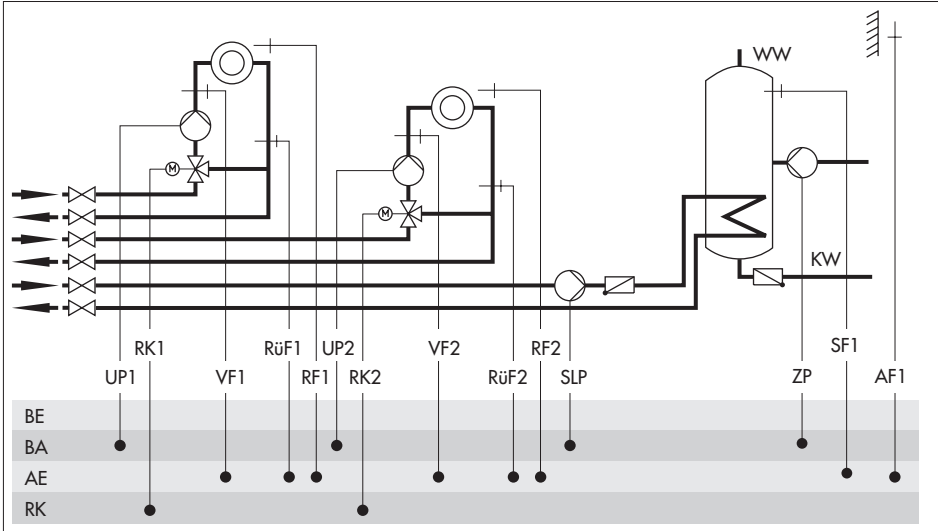 WW
M
M
KW
RK1
RüF1
UP2
VF2
RF2
SF1
UP1
VF1
RF1
RK2
RüF2
SLP
ZP
AF1
BE
BA
AE
RK